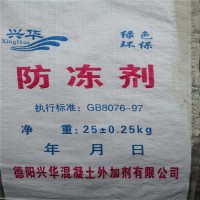 兴华
XingHua
绿色
环保
防冻剂
执行标准：GB8076-97
净 重：25±0.25kg
年 月 日
德阳兴华混凝土外加剂有限公司